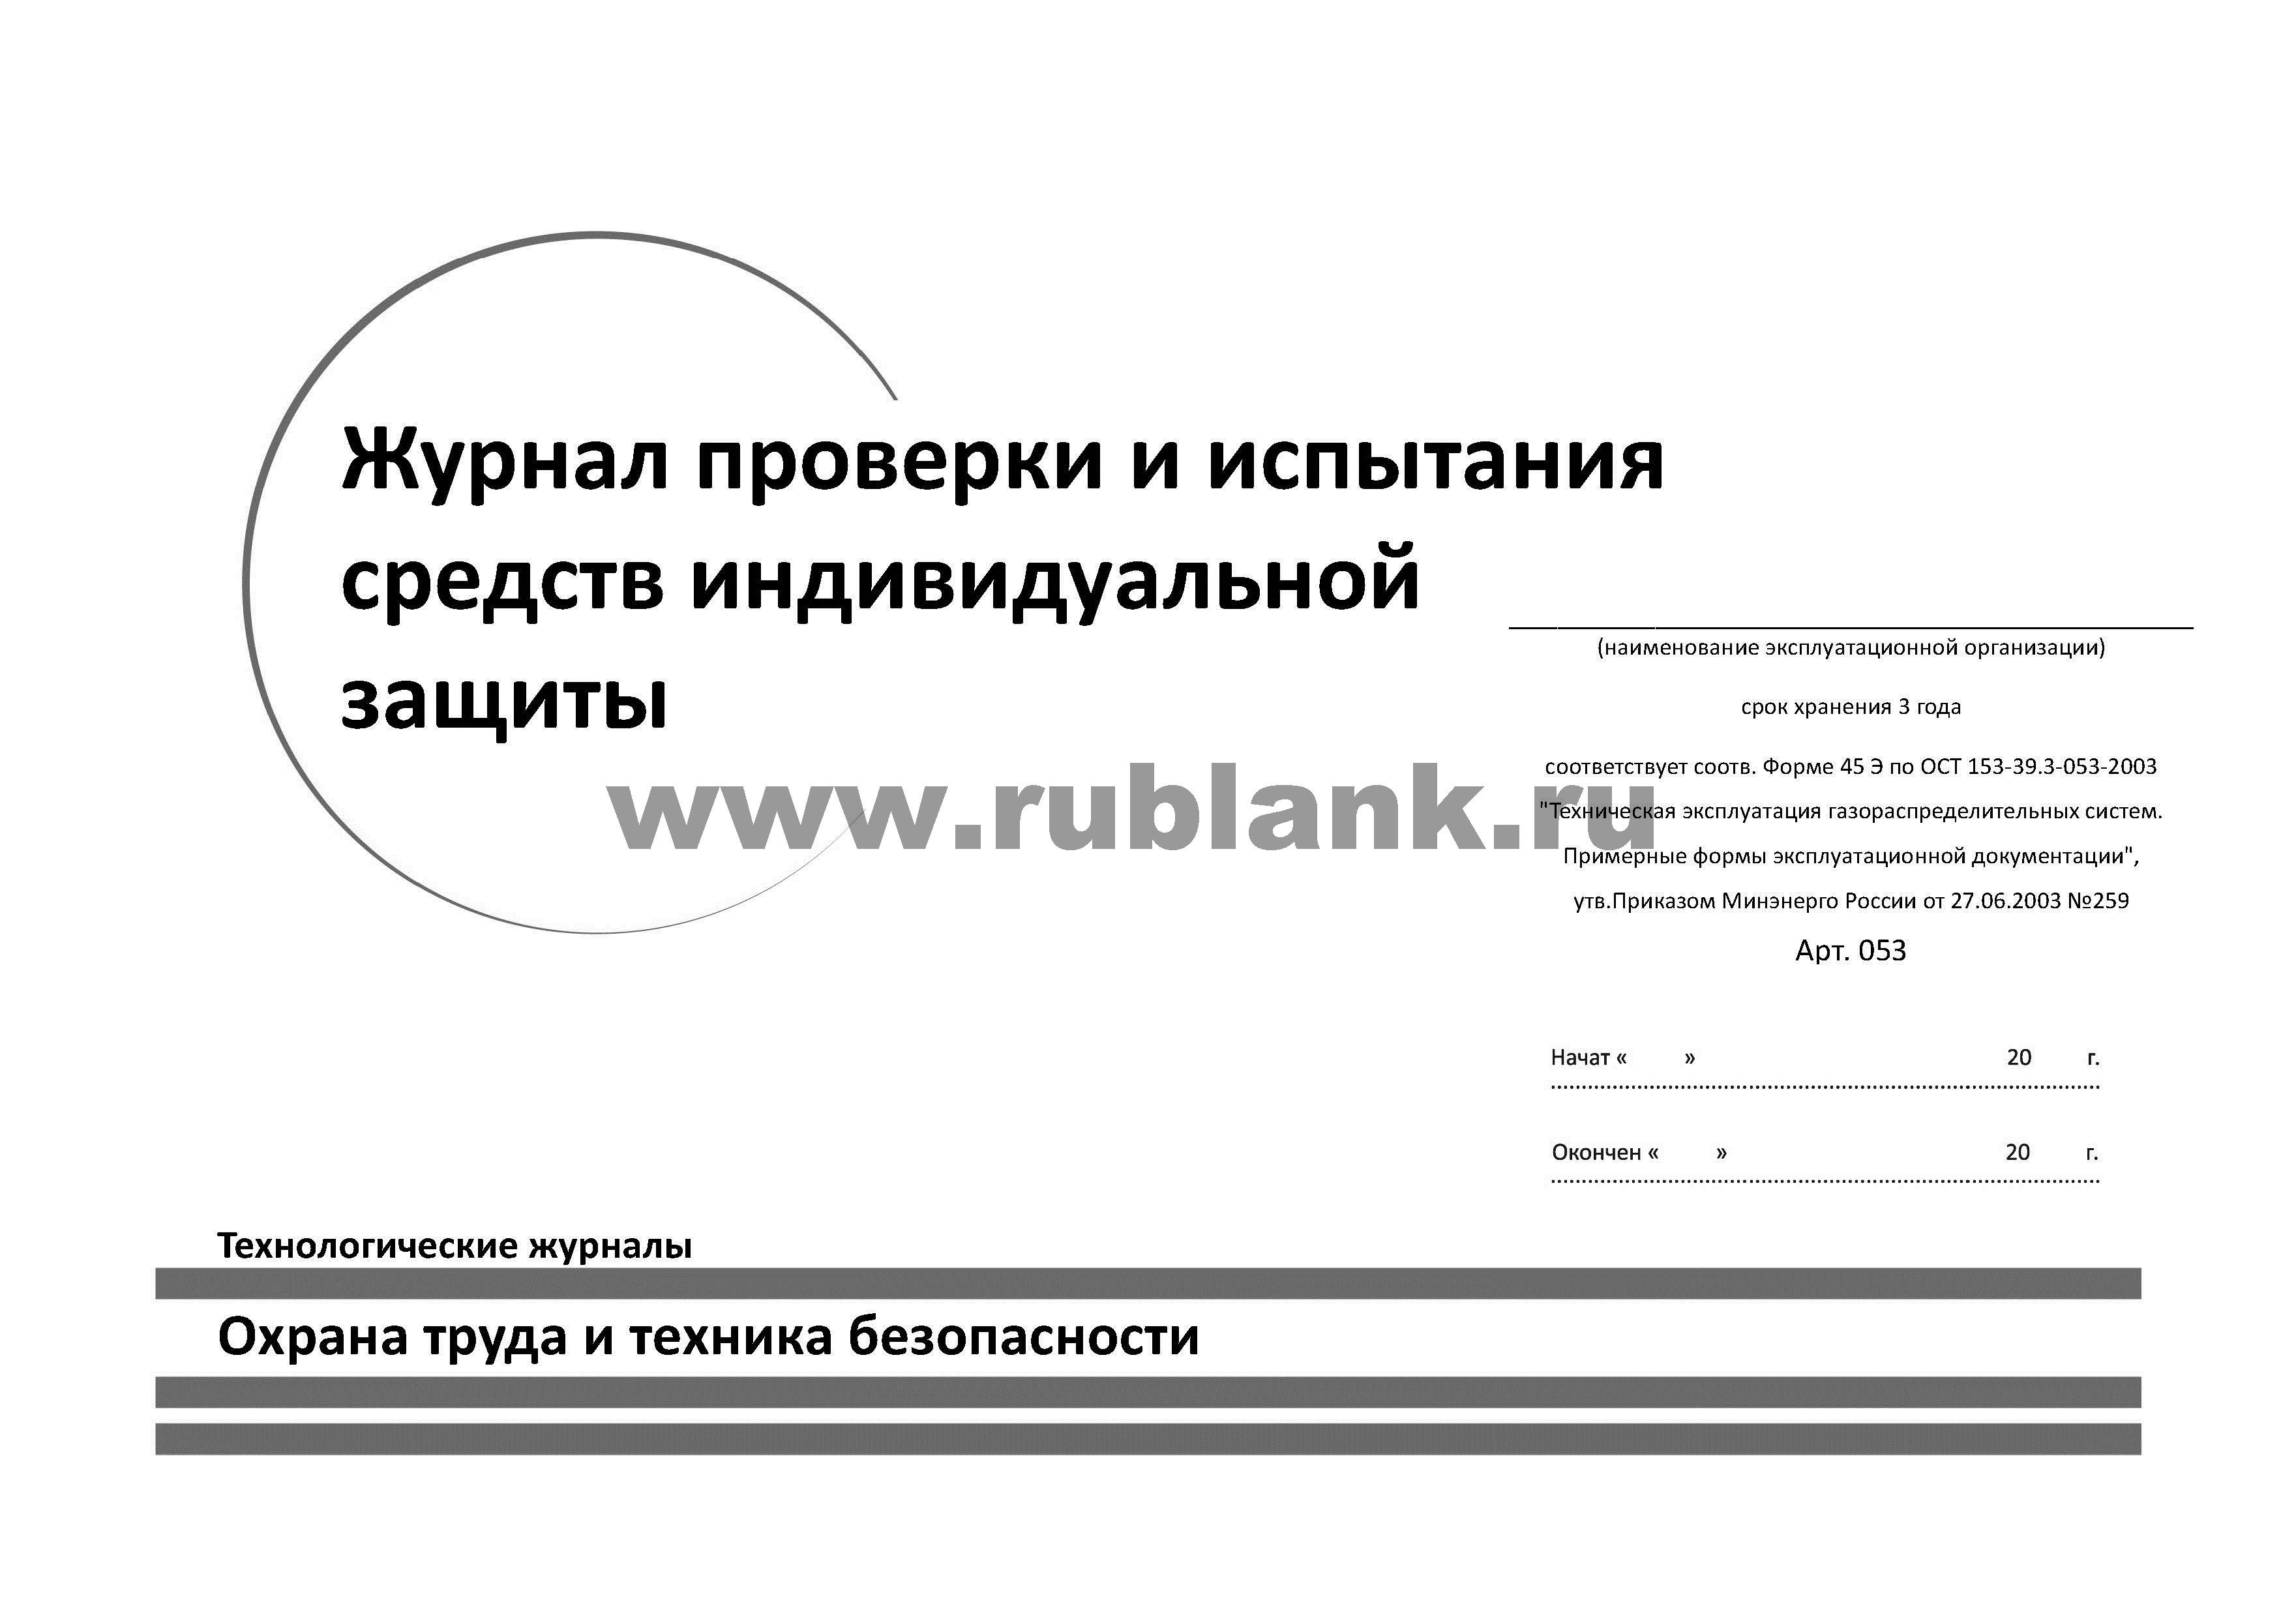 Журнал проверки и испытания
средств индивидуальной
защиты
(наименование эксплуатационной организации)
срок хранения 3 года
соответствует соотв. Форме 45 Э по ОСТ 153-39.3-053-2003
"Техническая эксплуатация газораспределительных систем.
Примерные формы эксплуатационной документации",
утв.Приказом Минэнерго России от 27.06.2003 №259
Арт. 053
www.rublank.ru
Начат « » 20 г.
Окончен « » 20 г.
Технологические журналы
Охрана труда и техника безопасности